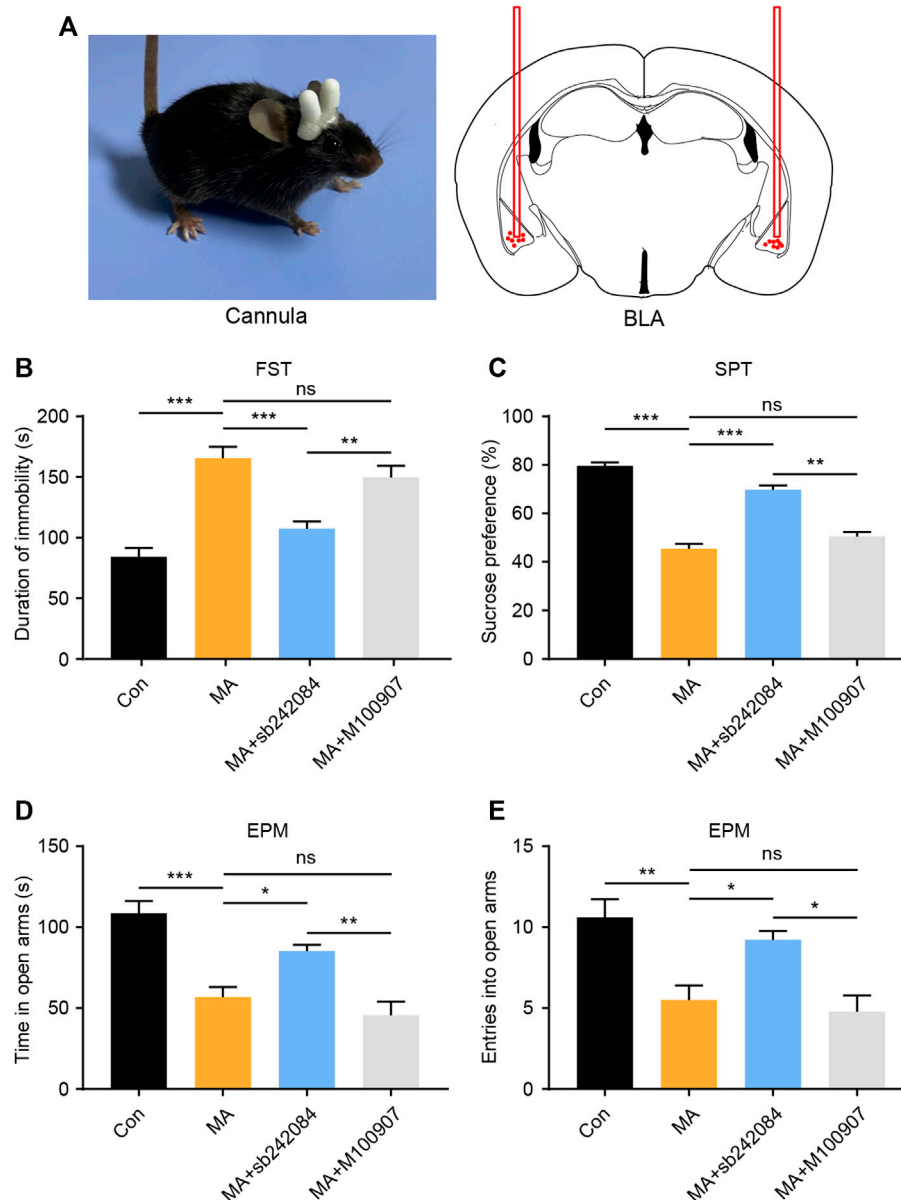 A
Cannula
BLA
B
FST
ns
***
***
**
Duration of immobility (s)
200
150
100
50
0
Con
MA
MA+sb242084
MA+M100907
C
SPT
ns
***
***
**
Sucrose preference (%)
100
80
60
40
20
0
Con
MA
MA+sb242084
MA+M100907
D
EPM
ns
***
*
**
Time in open arms (s)
150
100
50
0
Con
MA
MA+sb242084
MA+M100907
E
EPM
ns
**
*
*
Entries into open arms
15
10
5
0
Con
MA
MA+sb242084
MA+M100907